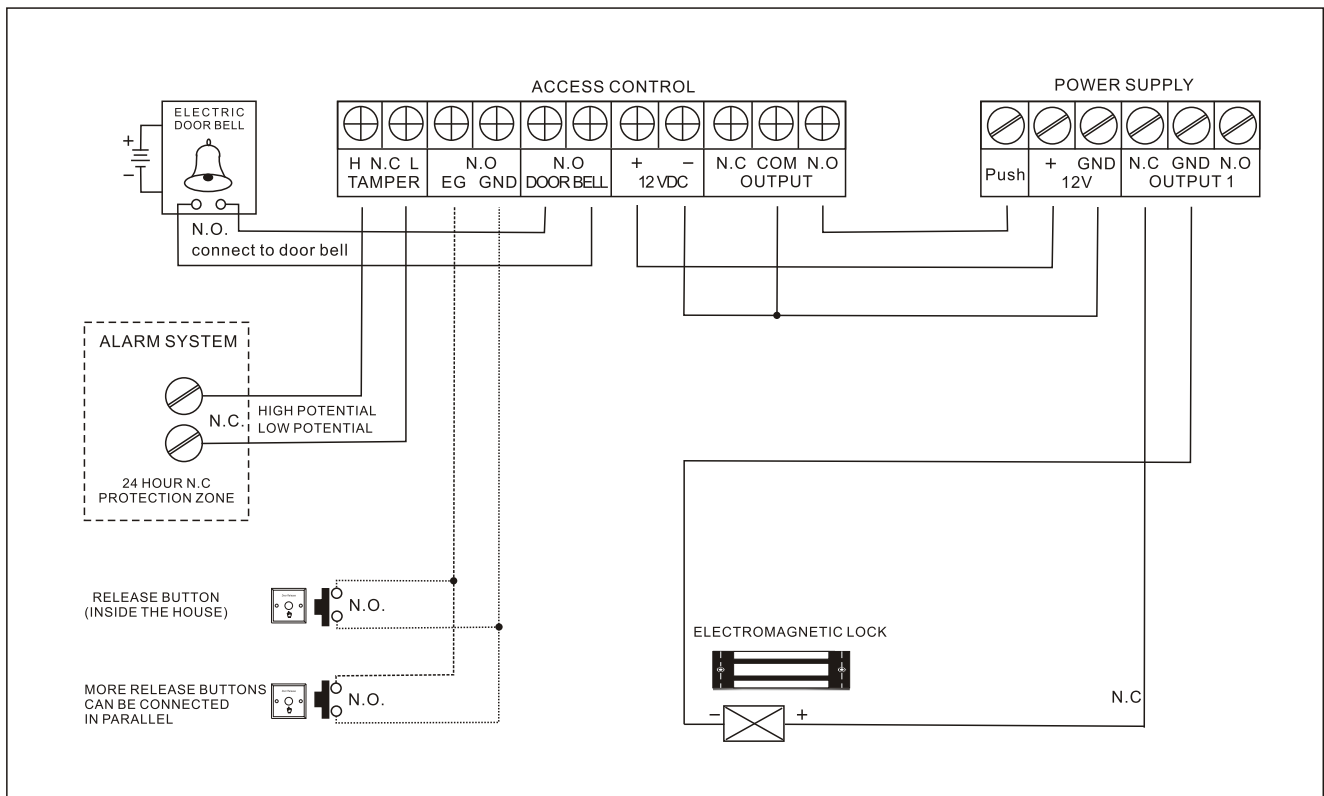 ACCESS CONTROL
POWER SUPPLY
ELECTRIC
DOOR BELL
+
−
H N.C L
TAMPER
N.O
EG GND
N.O
DOOR BELL
+ −
12 VDC
N.C COM N.O
OUTPUT
Push
+ GND
12V
N.C GND N.O
OUTPUT 1
N.O.
connect to door bell
ALARM SYSTEM
N.C.
HIGH POTENTIAL
LOW POTENTIAL
24 HOUR N.C
PROTECTION ZONE
RELEASE BUTTON
(INSIDE THE HOUSE)
N.O.
MORE RELEASE BUTTONS
CAN BE CONNECTED
IN PARALLEL
N.O.
ELECTROMAGNETIC LOCK
− +
N.C